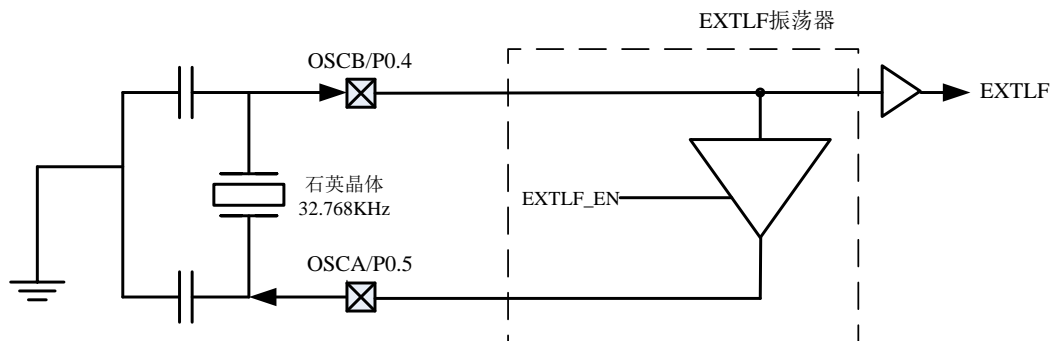 EXTLF振荡器
OSCB/P0.4
EXTLF
石英晶体
32.768KHz
EXTLF_EN
OSCA/P0.5